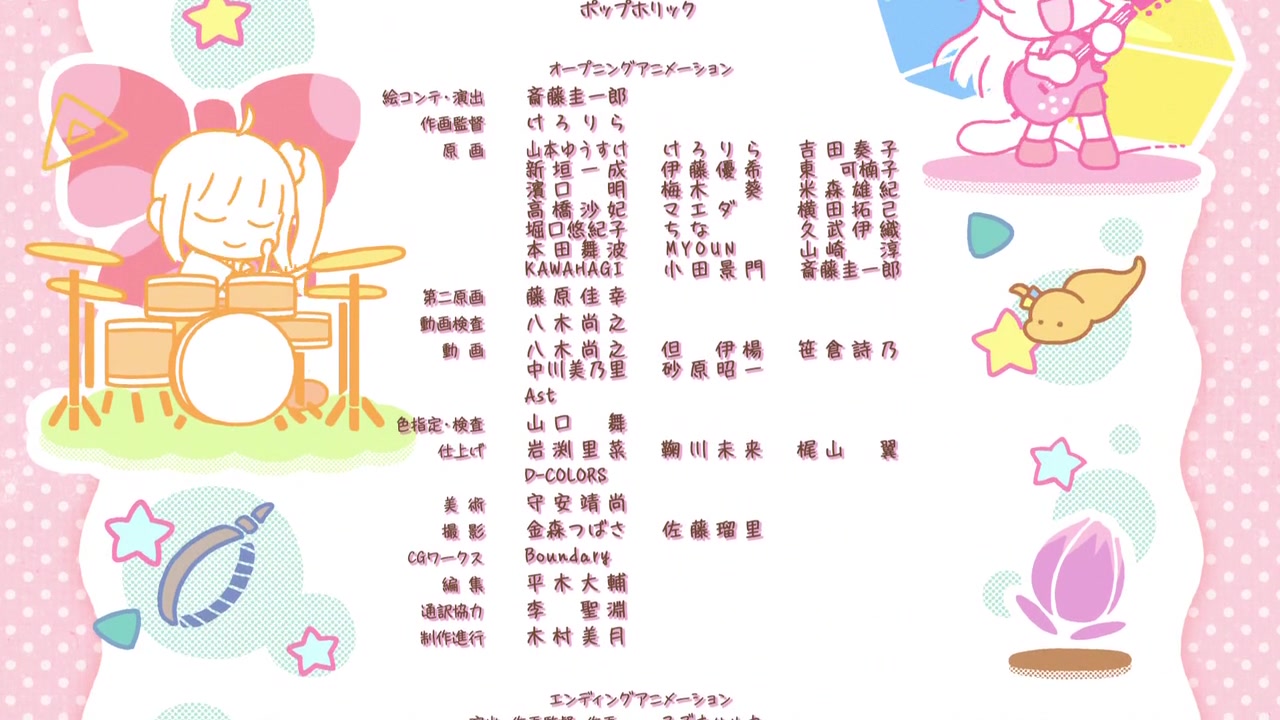 ポップホリック
オープニングアニメーション
絵コンテ・演出 斎藤圭一郎
作画監督 けろりら
原画 山本ゆうすけ けろりら 吉田奏子
新垣一成 伊藤優希 東 可楠子
濱口 明 梅木 葵 米森雄紀
高橋沙妃 マエダ 横田拓己
堀口悠紀子 ちな 久武伊織
本田舞波 MYOUN 山崎 淳
KAWAHAGI 小田景門 斎藤圭一郎
第二原画 藤原佳幸
動画検査 八木尚之
動画 八木尚之 但 伊楊 笹倉詩乃
中川美乃里 砂原昭一
Ast
色指定・検査 山口 舞
仕上げ 岩渕里菜 鞠川未来 梶山 翼
D-COLORS
美術 守安靖尚
撮影 金森つばさ 佐藤瑠里
CGワークス Boundary
編集 平木大輔
通訳協力 李 聖淵
制作進行 木村美月
エンディングアニメーション